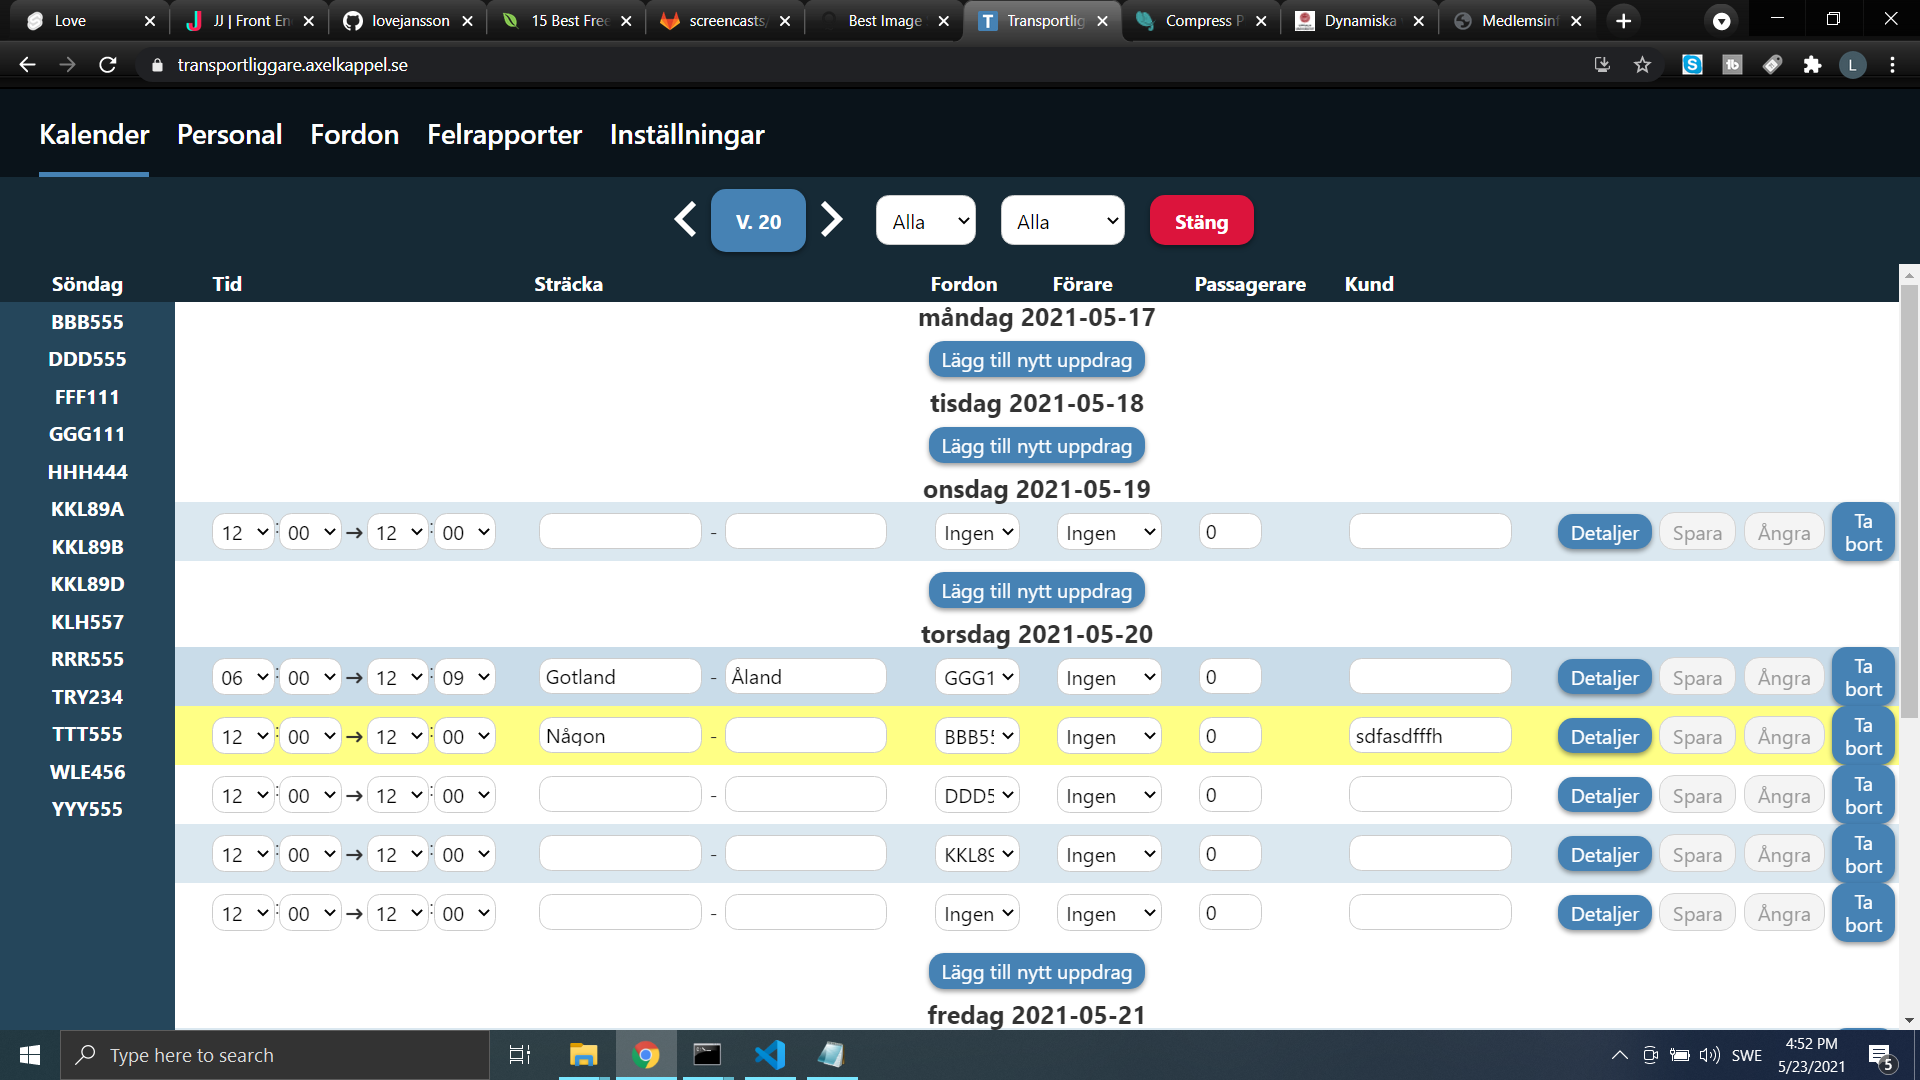 Love
JJ | Front En
lovejansson
15 Best Free
screencasts
Best Image
Transportlig
Compress P
Dynamiska
Medlemsinf
transportliggare.axelkappel.se
L
Kalender Personal Fordon Felrapporter Inställningar
V. 20 Alla Alla Stäng
Söndag Tid Sträcka Fordon Förare Passagerare Kund
BBB555
DDD555
FFF111
GGG111
HHH444
KKL89A
KKL89B
KKL89D
KLH557
RRR555
TRY234
TTT555
WLE456
YYY555
måndag 2021-05-17
Lägg till nytt uppdrag
tisdag 2021-05-18
Lägg till nytt uppdrag
onsdag 2021-05-19
12 : 00 → 12 : 00 - Ingen Ingen 0 Detaljer Spara Ångra Ta bort
Lägg till nytt uppdrag
torsdag 2021-05-20
06 : 00 → 12 : 09 Gotland - Åland GGG1 Ingen 0 Detaljer Spara Ångra Ta bort
12 : 00 → 12 : 00 Någon - BBB55 Ingen 0 sdfasdfffh Detaljer Spara Ångra Ta bort
12 : 00 → 12 : 00 - DDD5 Ingen 0 Detaljer Spara Ångra Ta bort
12 : 00 → 12 : 00 - KKL89 Ingen 0 Detaljer Spara Ångra Ta bort
12 : 00 → 12 : 00 - Ingen Ingen 0 Detaljer Spara Ångra Ta bort
Lägg till nytt uppdrag
fredag 2021-05-21
Type here to search
SWE
4:52 PM
5/23/2021
5